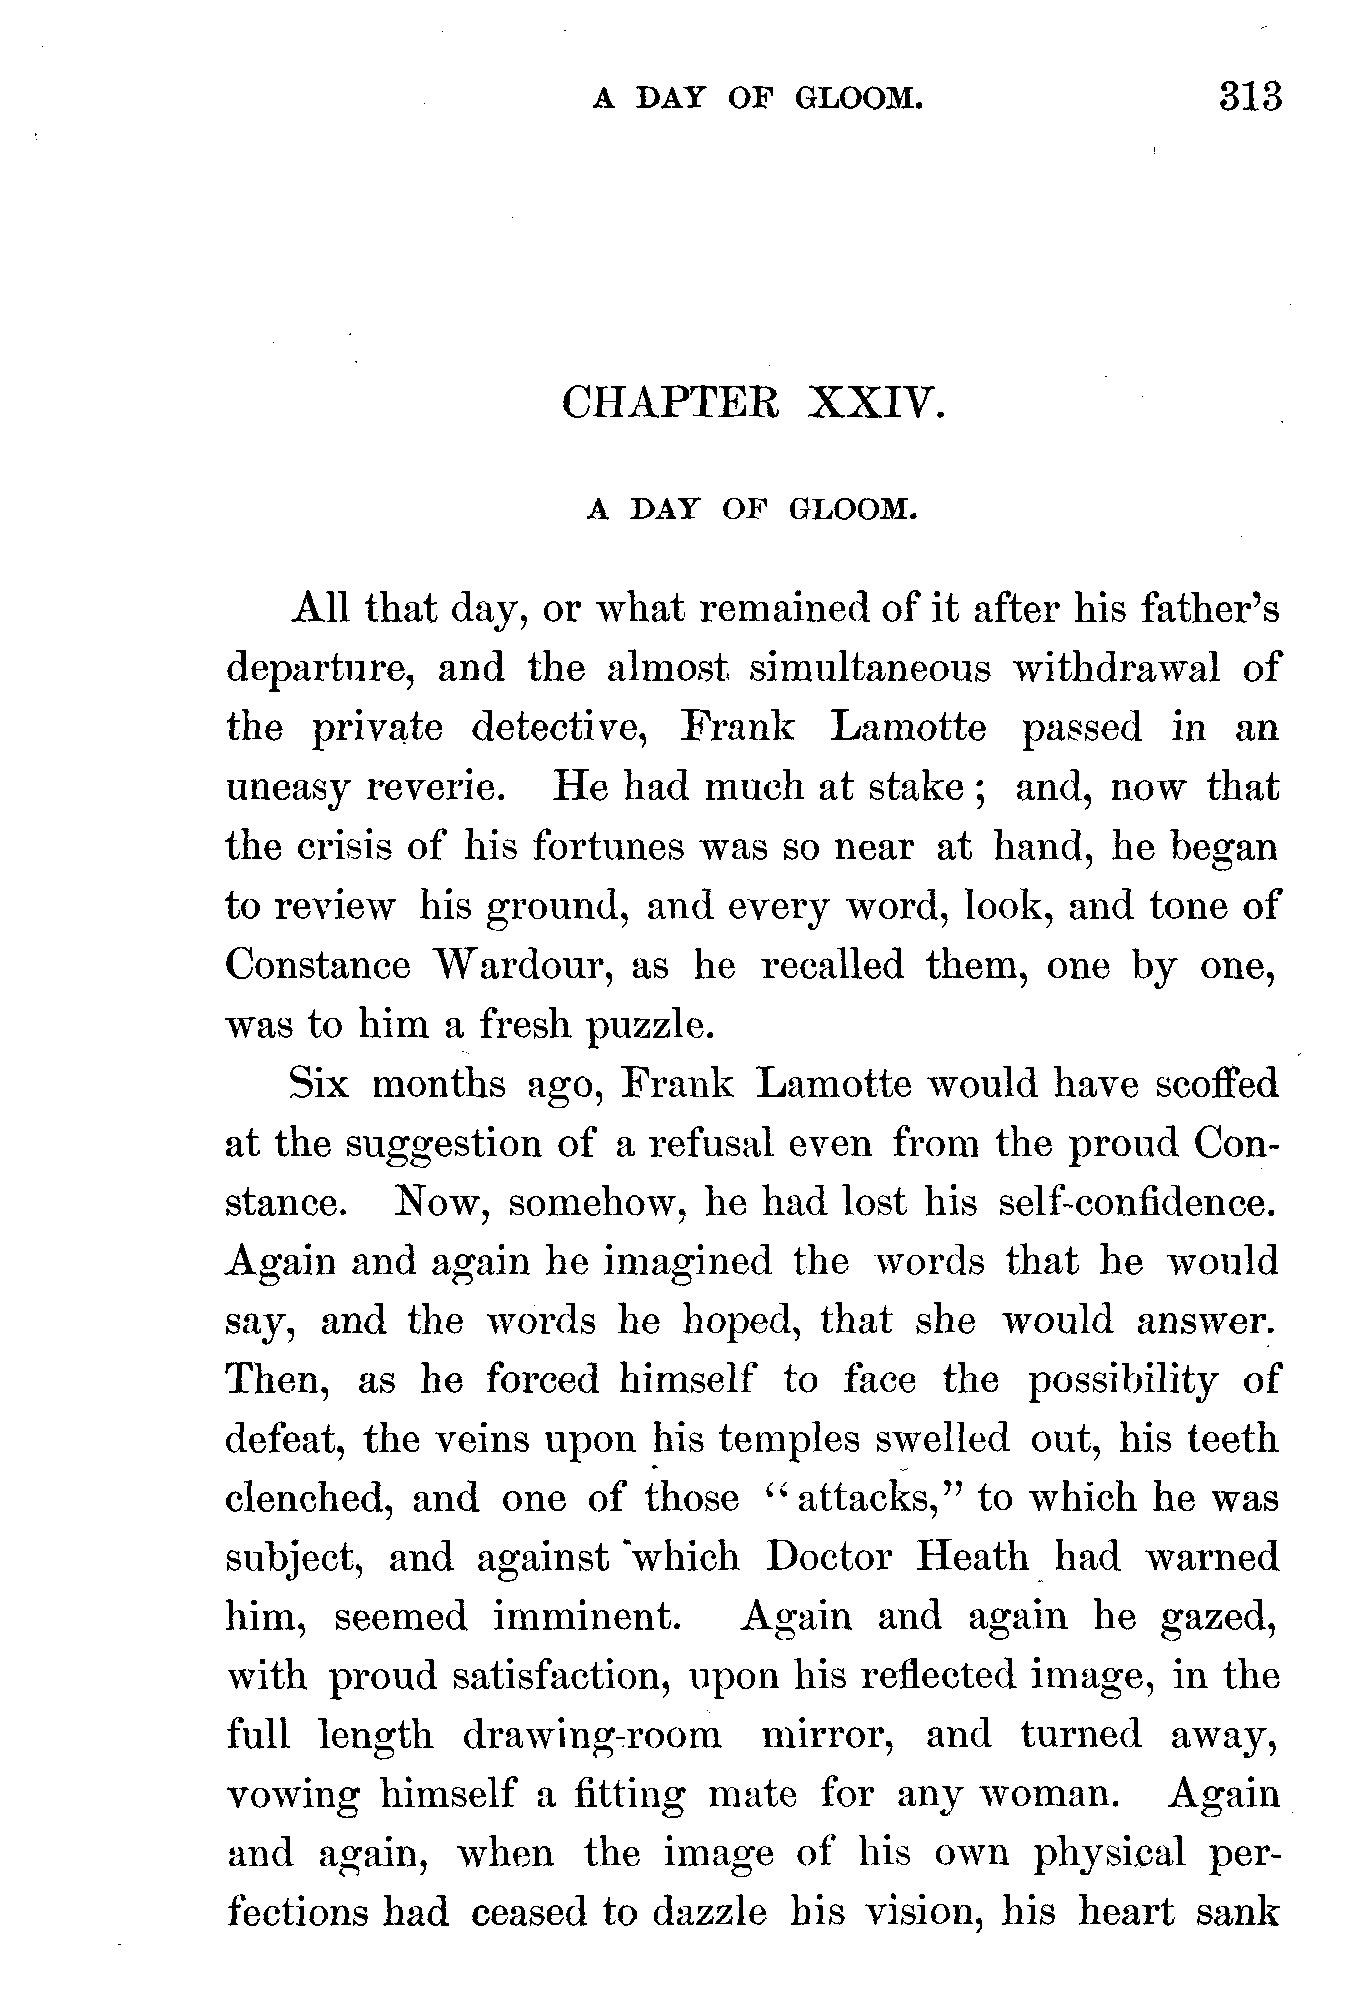 A DAY OF GLOOM. 313
CHAPTER XXIV.
A DAY OF GLOOM.
All that day, or what remained of it after his father's
departure, and the almost simultaneous withdrawal of
the private detective, Frank Lamotte passed in an
uneasy reverie. He had much at stake; and, now that
the crisis of his fortunes was so near at hand, he began
to review his ground, and every word, look, and tone of
Constance Wardour, as he recalled them, one by one,
was to him a fresh puzzle.
Six months ago, Frank Lamotte would have scoffed
at the suggestion of a refusal even from the proud Con-
stance. Now, somehow, he had lost his self-confidence.
Again and again he imagined the words that he would
say, and the words he hoped, that she would answer.
Then, as he forced himself to face the possibility of
defeat, the veins upon his temples swelled out, his teeth
clenched, and one of those "attacks," to which he was
subject, and against which Doctor Heath had warned
him, seemed imminent. Again and again he gazed,
with proud satisfaction, upon his reflected image, in the
full length drawing-room mirror, and turned away,
vowing himself a fitting mate for any woman. Again
and again, when the image of his own physical per-
fections had ceased to dazzle his vision, his heart sank